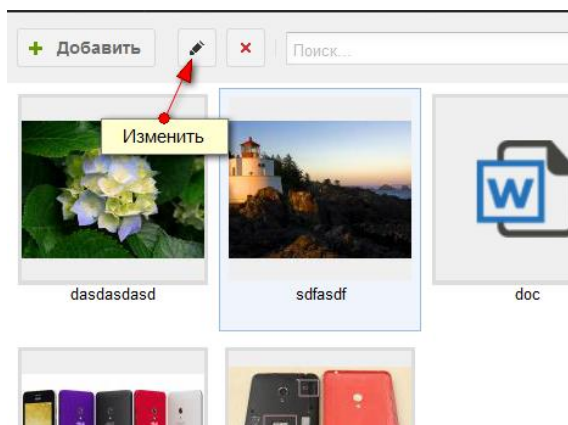 Добавить
Поиск...
Изменить
W
dasdasdasd
sdfasdf
doc